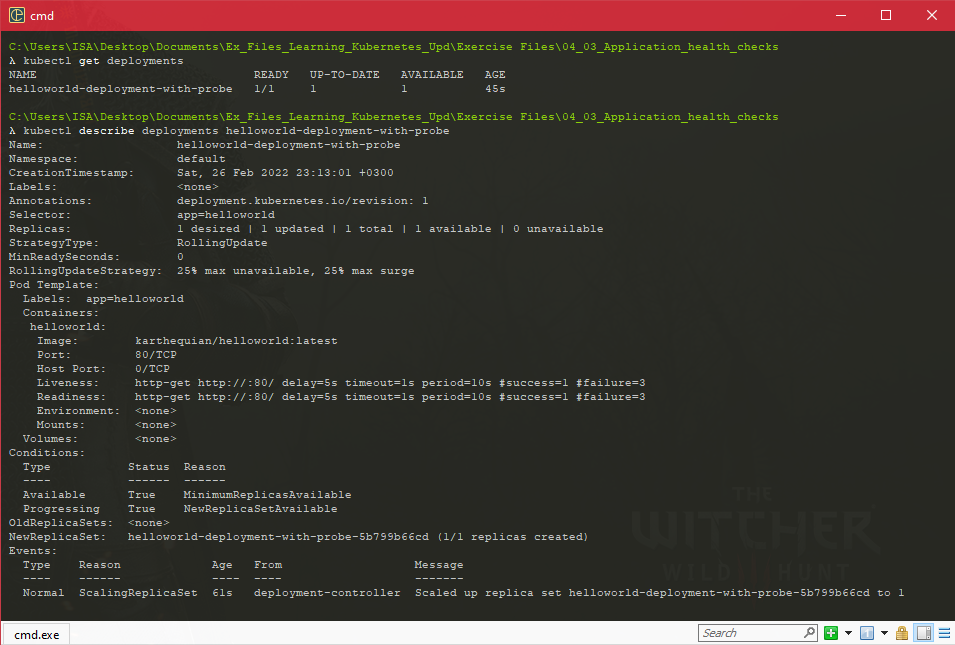 cmd
C:\Users\ISA\Desktop\Documents\Ex_Files_Learning_Kubernetes_Upd\Exercise Files\04_03_Application_health_checks
λ kubectl get deployments
NAME READY UP-TO-DATE AVAILABLE AGE
helloworld-deployment-with-probe 1/1 1 1 45s
C:\Users\ISA\Desktop\Documents\Ex_Files_Learning_Kubernetes_Upd\Exercise Files\04_03_Application_health_checks
λ kubectl describe deployments helloworld-deployment-with-probe
Name: helloworld-deployment-with-probe
Namespace: default
CreationTimestamp: Sat, 26 Feb 2022 23:13:01 +0300
Labels: <none>
Annotations: deployment.kubernetes.io/revision: 1
Selector: app=helloworld
Replicas: 1 desired | 1 updated | 1 total | 1 available | 0 unavailable
StrategyType: RollingUpdate
MinReadySeconds: 0
RollingUpdateStrategy: 25% max unavailable, 25% max surge
Pod Template:
Labels: app=helloworld
Containers:
helloworld:
Image: karthequian/helloworld:latest
Port: 80/TCP
Host Port: 0/TCP
Liveness: http-get http://:80/ delay=5s timeout=1s period=10s #success=1 #failure=3
Readiness: http-get http://:80/ delay=5s timeout=1s period=10s #success=1 #failure=3
Environment: <none>
Mounts: <none>
Volumes: <none>
Conditions:
Type Status Reason
---- ------ ------
Available True MinimumReplicasAvailable
Progressing True NewReplicaSetAvailable
OldReplicaSets: <none>
NewReplicaSet: helloworld-deployment-with-probe-5b799b66cd (1/1 replicas created)
Events:
Type Reason Age From Message
---- ------ ---- ---- -------
Normal ScalingReplicaSet 61s deployment-controller Scaled up replica set helloworld-deployment-with-probe-5b799b66cd to 1
THE
WITCHER
WILD HUNT
cmd.exe
Search